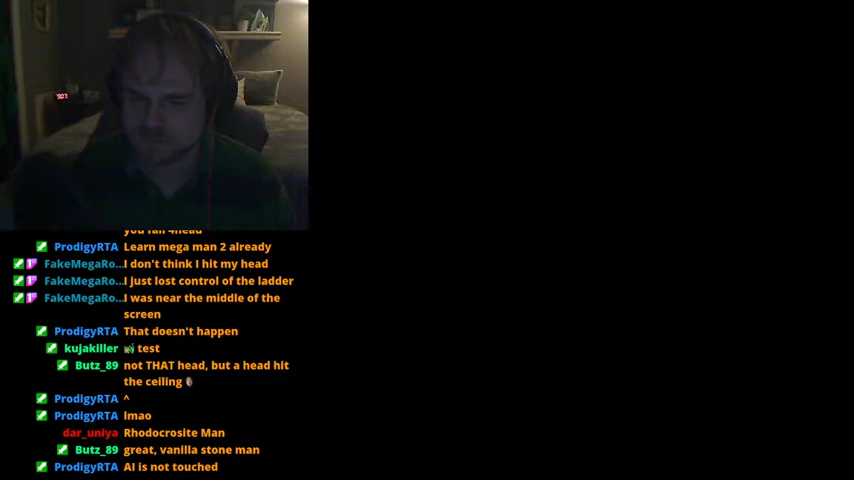 you fall 4head
ProdigyRTA Learn mega man 2 already
FakeMegaRo... I don't think I hit my head
FakeMegaRo... I just lost control of the ladder
FakeMegaRo... I was near the middle of the
screen
ProdigyRTA That doesn't happen
kujakiller test
Butz_89 not THAT head, but a head hit
the ceiling
ProdigyRTA ^
ProdigyRTA lmao
dar_uniya Rhodocrosite Man
Butz_89 great, vanilla stone man
ProdigyRTA AI is not touched